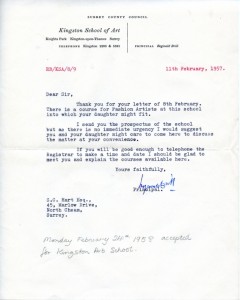 SURREY COUNTY COUNCIL
Kingston School of Art
Knights Park Kingston-upon-Thames Surrey
TELEPHONE Kingston
PRINCIPAL Reginald Brill
11th February, 1957.
Dear Sir,
Thank you for your letter of 8th February.
There is a course for Fashion Artists at this school
into which your daughter might fit.
I send you the prospectus of the school
but as there is no immediate urgency I would suggest
you and your daughter might care to come here to discuss
the matter at your convenience.
If you will be good enough to telephone the
Registrar to make a time and date I should be glad to
meet you and explain the courses available here.
Yours faithfully,
Principal.
Hart Esq.,
45, Marlow Drive,
North Cheam,
Surrey.
Monday February 1958 accepted
for Kingston Art School.